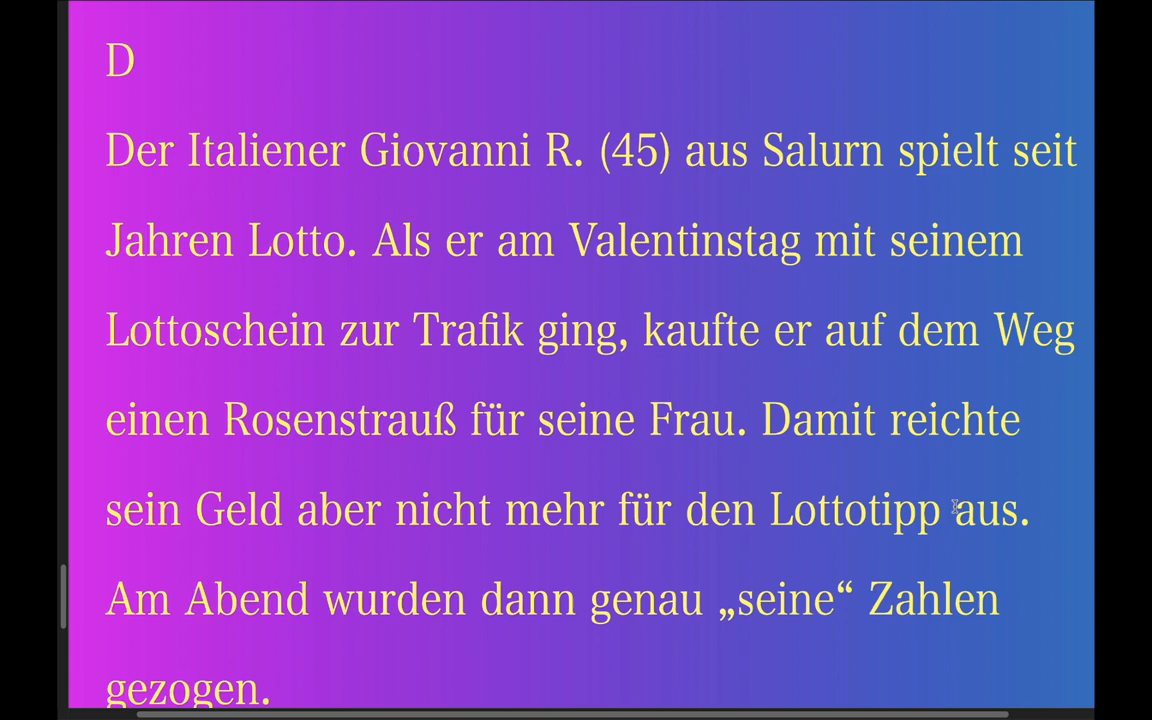 D
Der Italiener Giovanni R. (45) aus Salurn spielt seit
Jahren Lotto. Als er am Valentinstag mit seinem
Lottoschein zur Trafik ging, kaufte er auf dem Weg
einen Rosenstrauß für seine Frau. Damit reichte
sein Geld aber nicht mehr für den Lottotipp aus.
Am Abend wurden dann genau „seine“ Zahlen
gezogen.